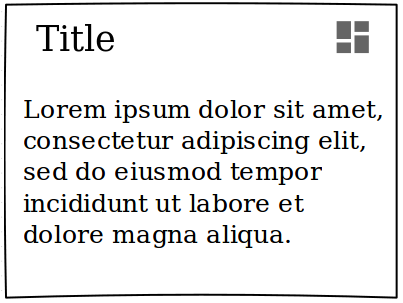 Title
Lorem ipsum dolor sit amet,
consectetur adipiscing elit,
sed do eiusmod tempor
incididunt ut labore et
dolore magna aliqua.